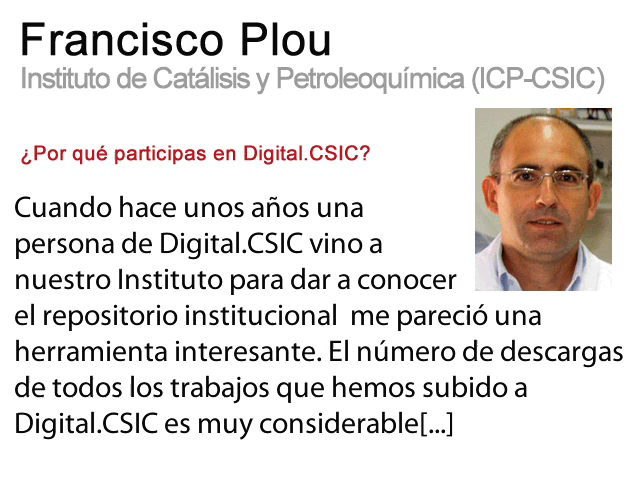 Francisco Plou
Instituto de Catálisis y Petroleoquímica (ICP-CSIC)
¿Por qué participas en Digital.CSIC?
Cuando hace unos años una
persona de Digital.CSIC vino a
nuestro Instituto para dar a conocer
el repositorio institucional  me pareció una
herramienta interesante. El número de descargas
de todos los trabajos que hemos subido a
Digital.CSIC es muy considerable[...]